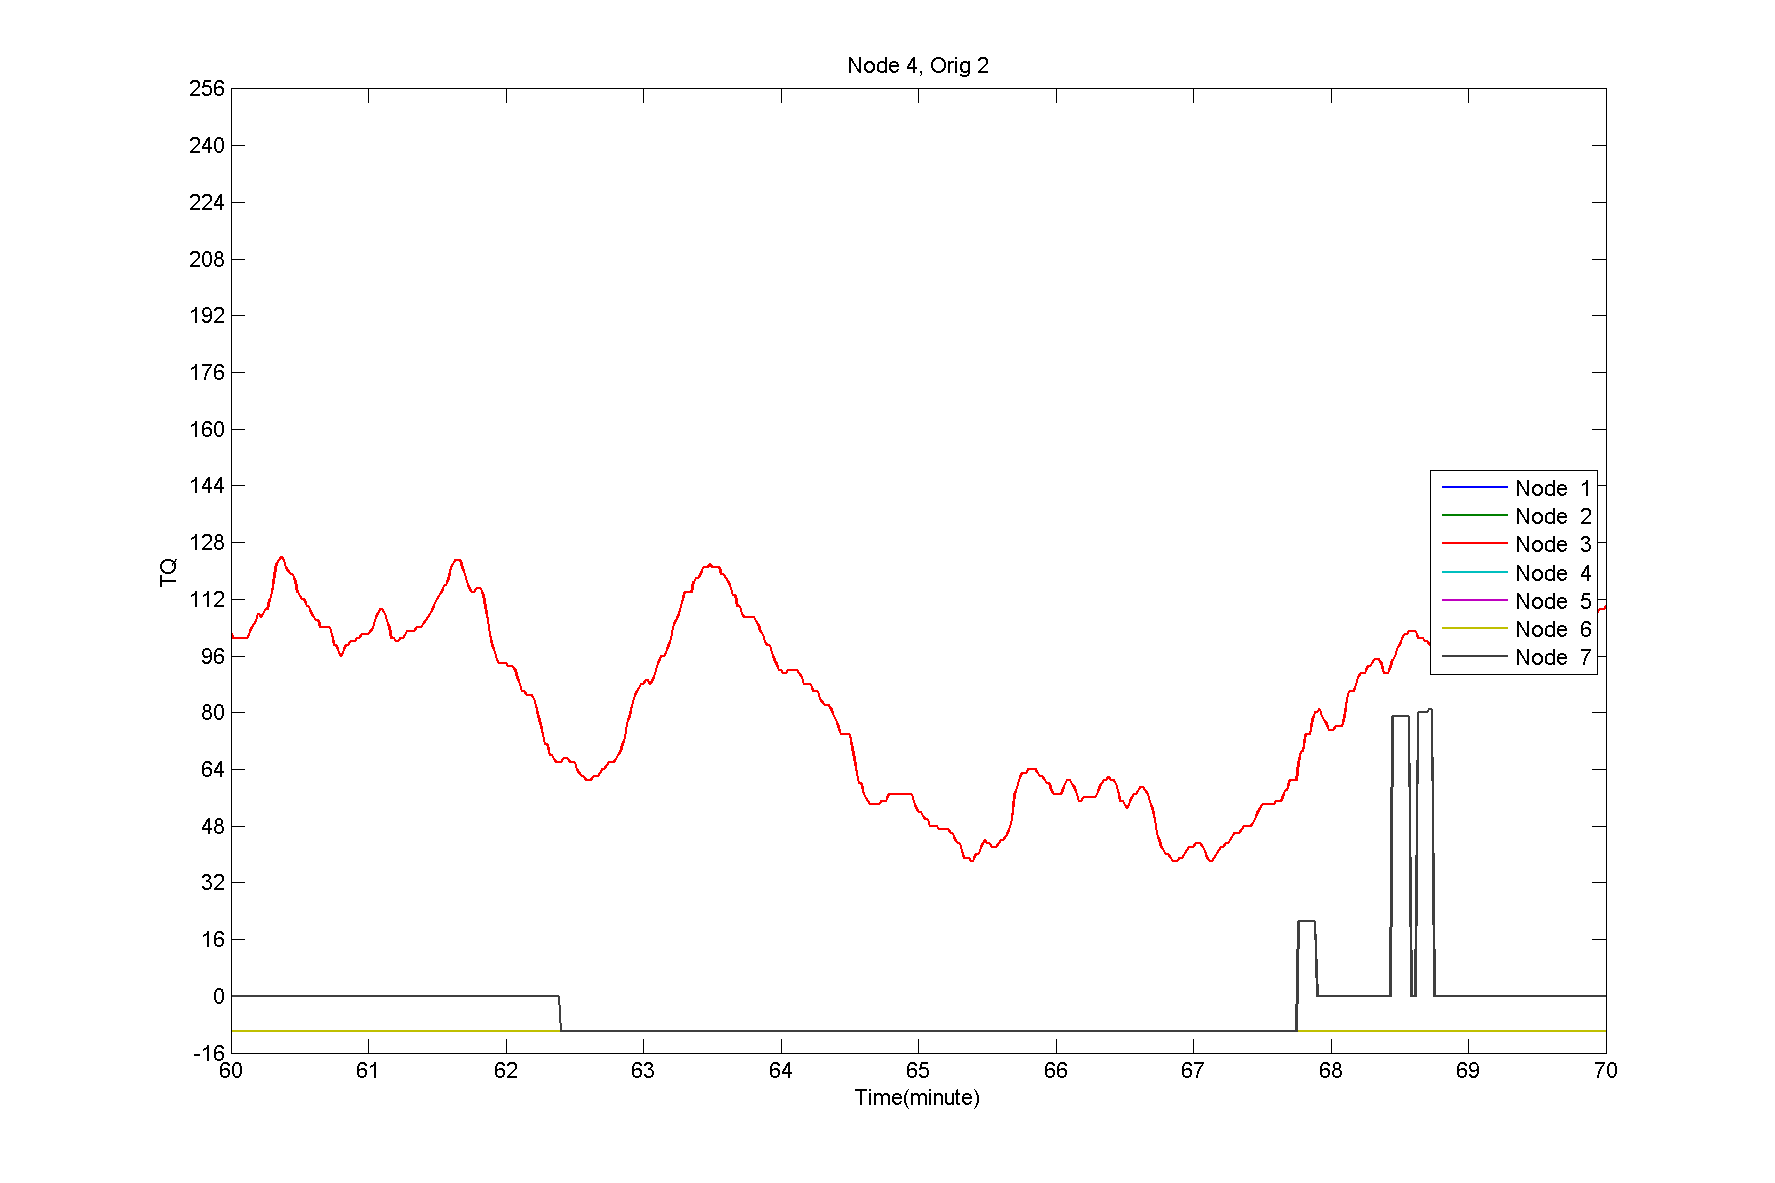 Node 4, Orig 2
256
240
224
208
192
176
160
144
128
112
96
80
64
48
32
16
0
-16
TQ
Node 1
Node 2
Node 3
Node 4
Node 5
Node 6
Node 7
60 61 62 63 64 65 66 67 68 69 70
Time(minute)